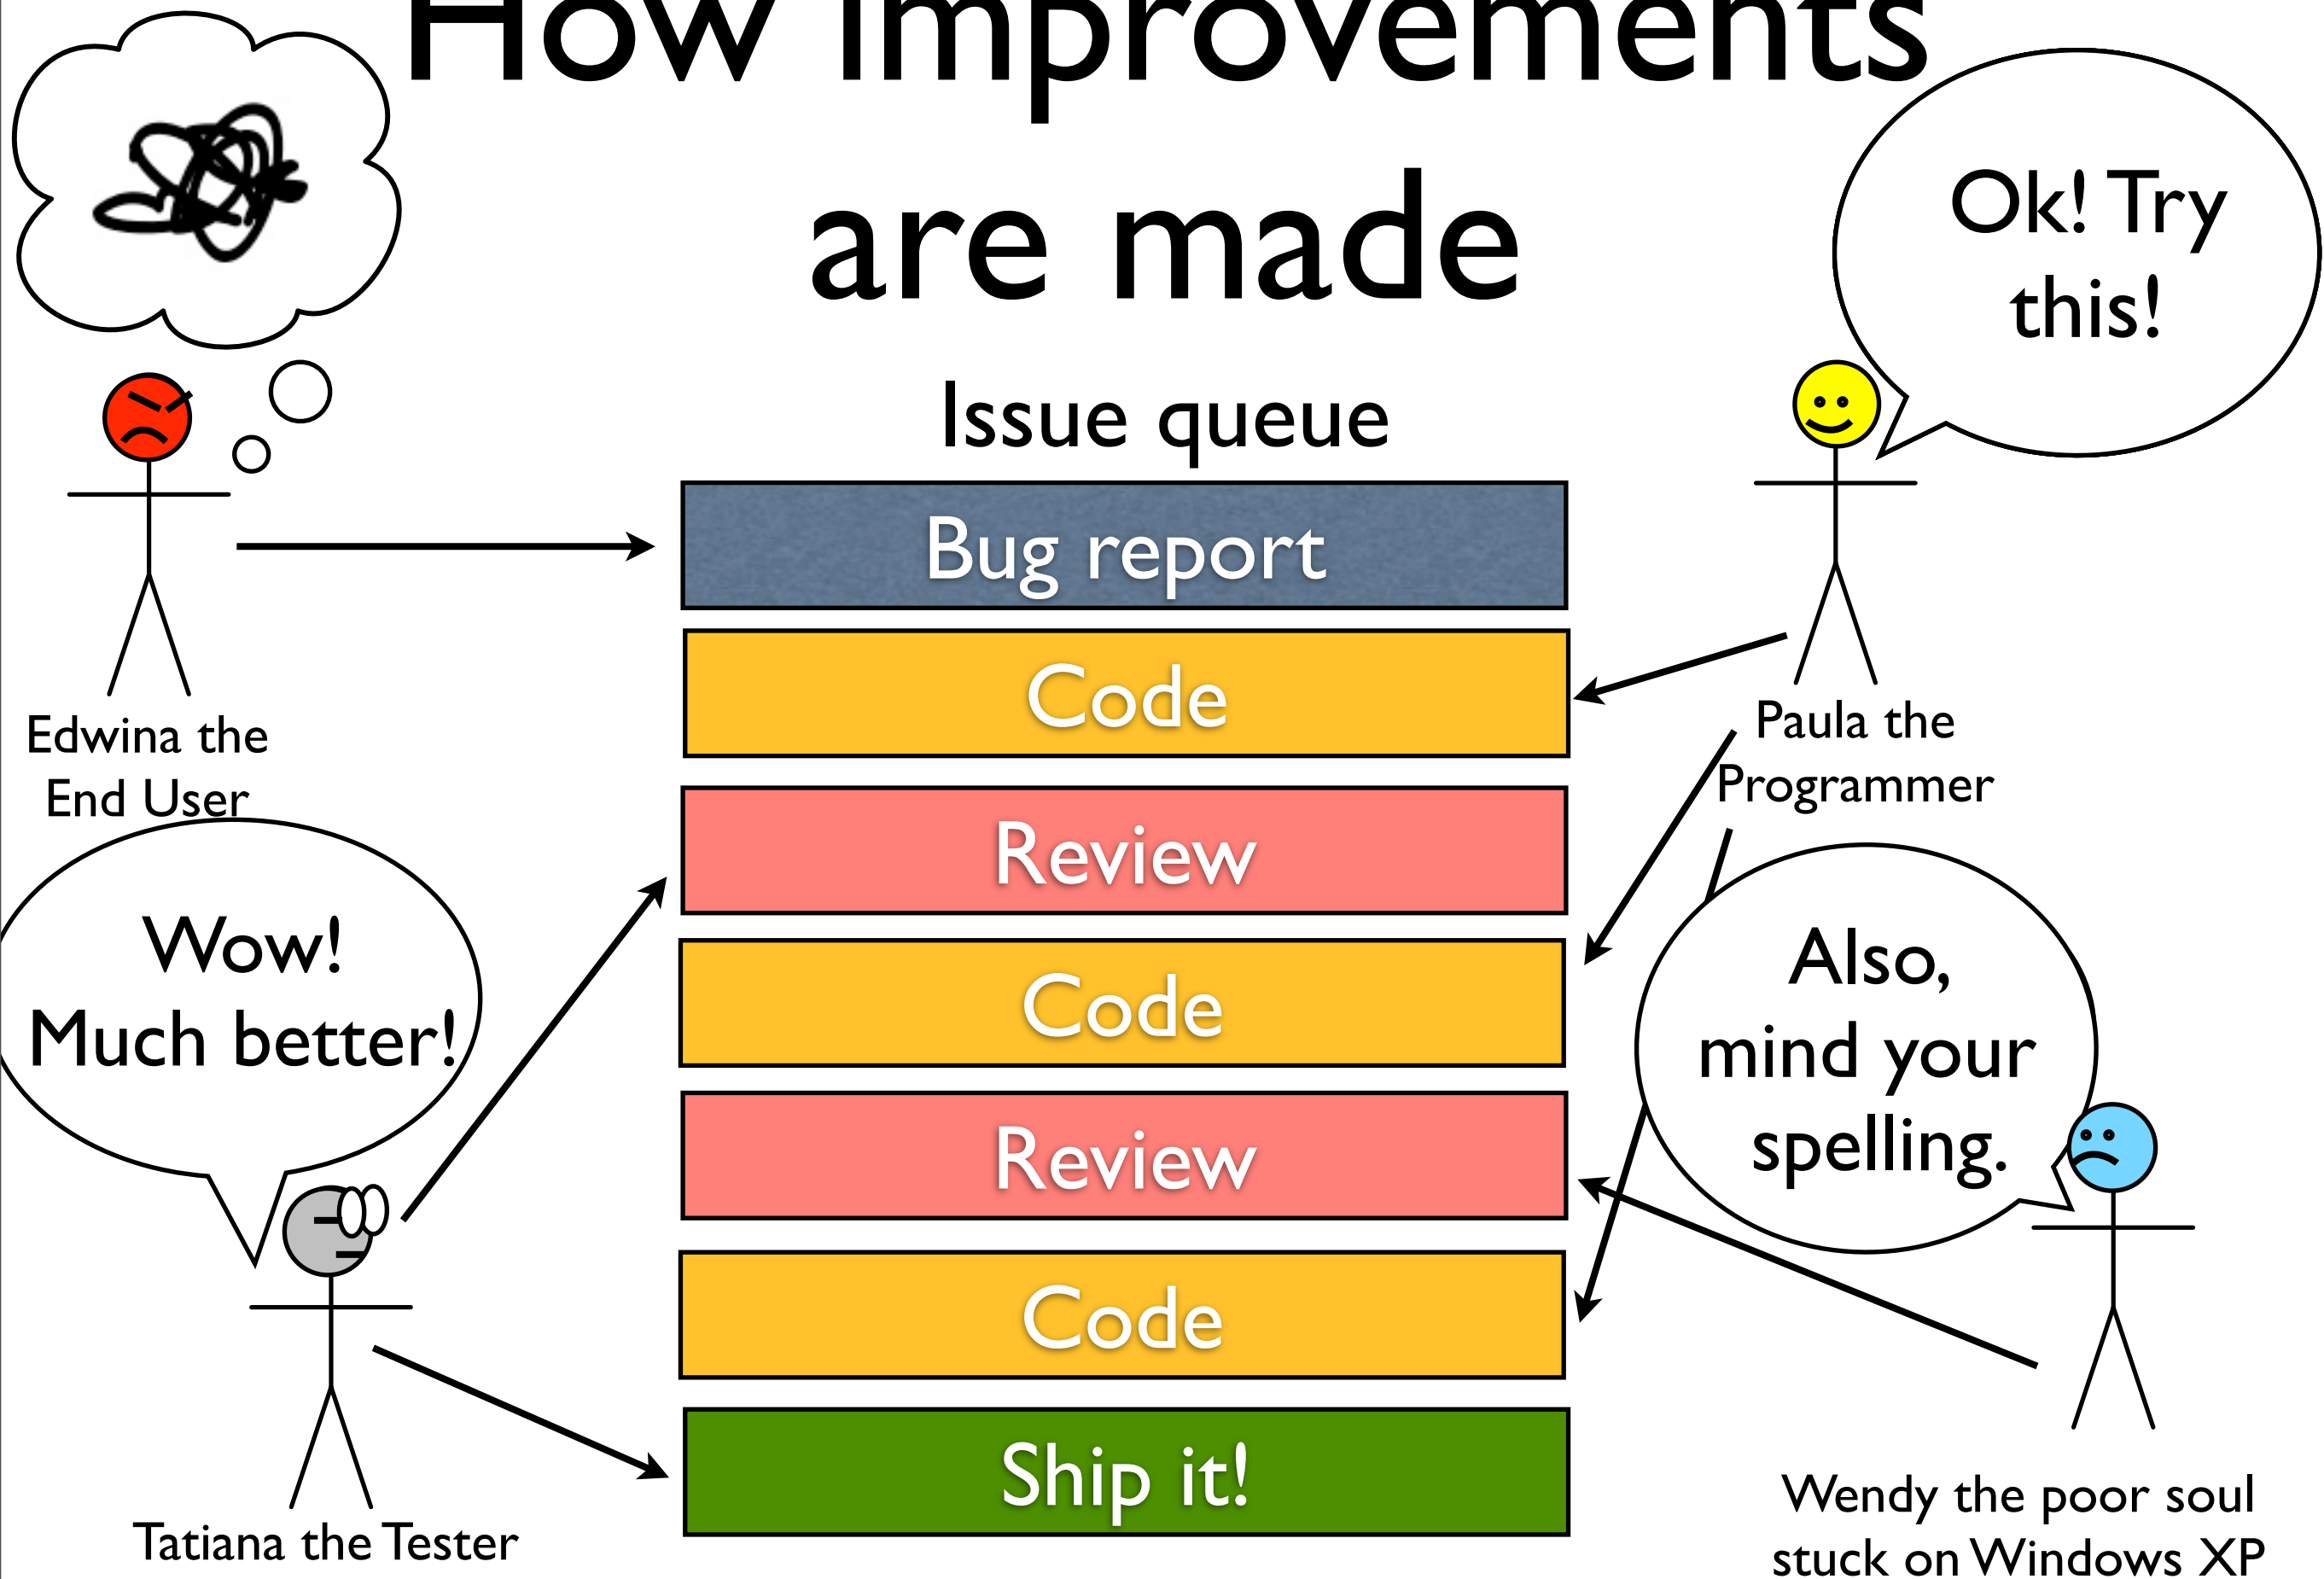 How improvements
are made
Ok! Try
this!
Issue queue
Bug report
Code
Review
Code
Review
Code
Ship it!
Edwina the
End User
Paula the
Programmer
Wow!
Much better!
Also,
mind your
spelling.
Tatiana the Tester
Wendy the poor soul
stuck on Windows XP